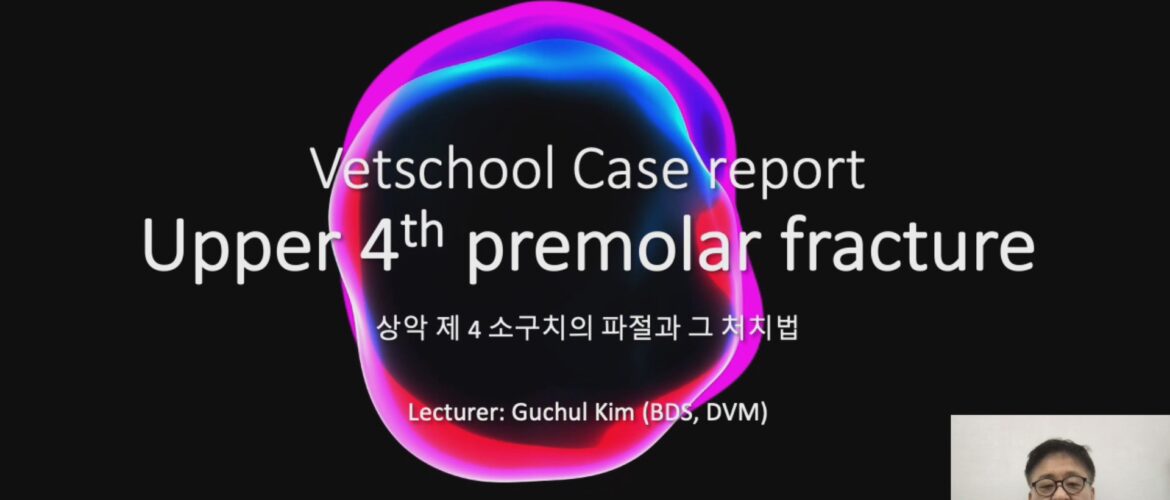 Vetschool Case report
Upper 4th premolar fracture
상악 제 4 소구치의 파절과 그 처치법
Lecturer: Guchul Kim (BDS, DVM)